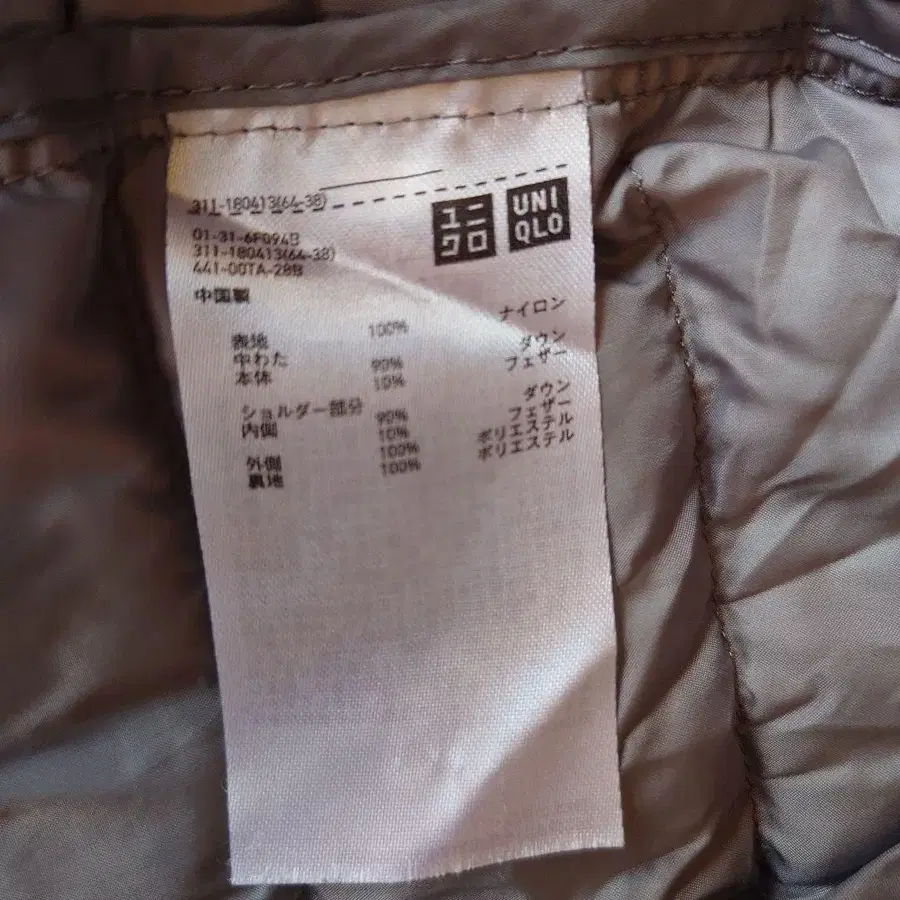 311-180413(64-38)
ユニクロ
UNIQLO
01-31-6F094B
311-180413(64-38)
441-00TA-28B
中国製
表地 100% ナイロン
中わた
本体 90% ダウン
10% フェザー
ショルダー部分
内側 90% ダウン
10% フェザー
外側 100% ポリエステル
裏地 100% ポリエステル